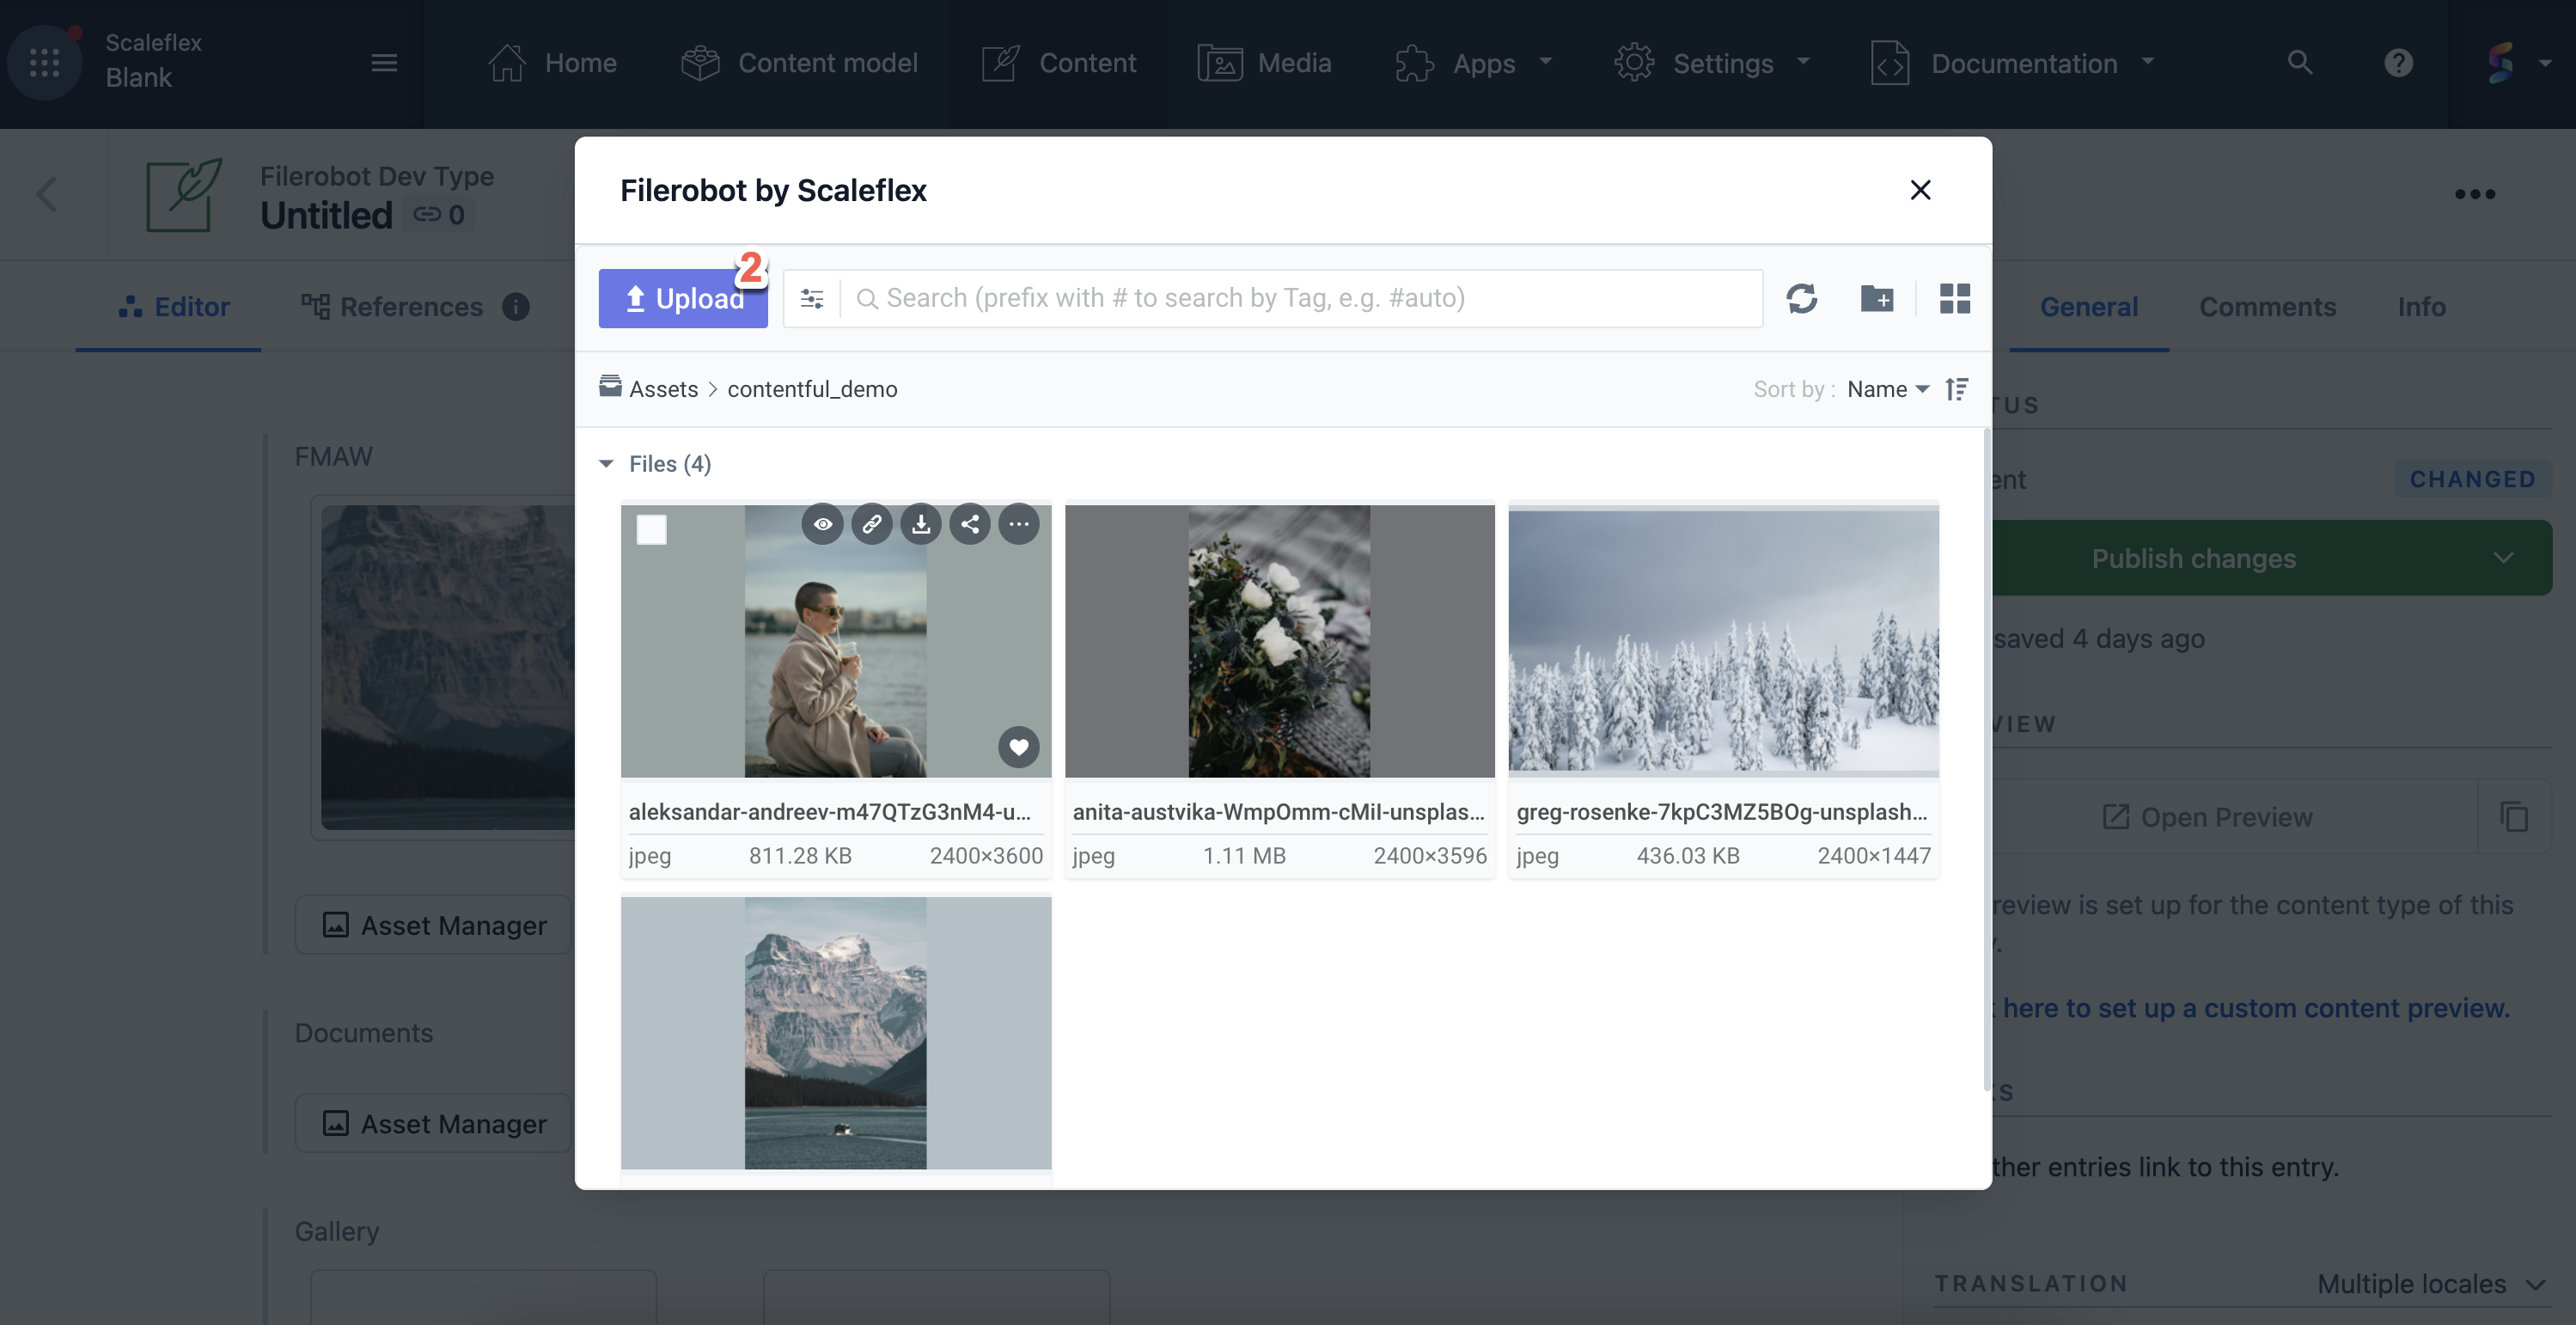 Scaleflex
Blank
Home
Content model
Content
Media
Apps
Settings
Documentation
Filerobot Dev Type
Untitled 0
Editor
References
General
Comments
Info
Filerobot by Scaleflex
Upload
2
Search (prefix with # to search by Tag, e.g. #auto)
Assets > contentful_demo
Sort by : Name
Files (4)
aleksandar-andreev-m47QTzG3nM4-u...
jpeg 811.28 KB 2400×3600
anita-austvika-WmpOmm-cMiI-unsplas...
jpeg 1.11 MB 2400×3596
greg-rosenke-7kpC3MZ5BOg-unsplash...
jpeg 436.03 KB 2400×1447
FMAW
Asset Manager
Documents
Asset Manager
Gallery
TUS
ent
CHANGED
Publish changes
saved 4 days ago
VIEW
Open Preview
review is set up for the content type of this
y.
here to set up a custom content preview.
KS
ther entries link to this entry.
TRANSLATION
Multiple locales